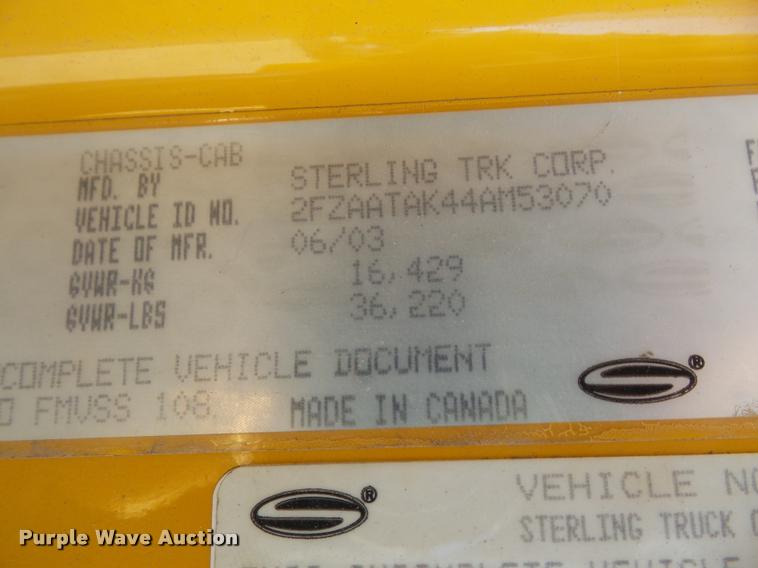 CHASSIS-CAB
MFD. BY STERLING TRK CORP.
VEHICLE ID NO. 2FZAATAK44AM53070
DATE OF MFR. 06/03
GVWR-KG 16,429
GVWR-LBS 36,220
COMPLETE VEHICLE DOCUMENT
FMVSS 108. MADE IN CANADA
®
®
VEHICLE NO
STERLING TRUCK
VEHICLE
Purple Wave Auction